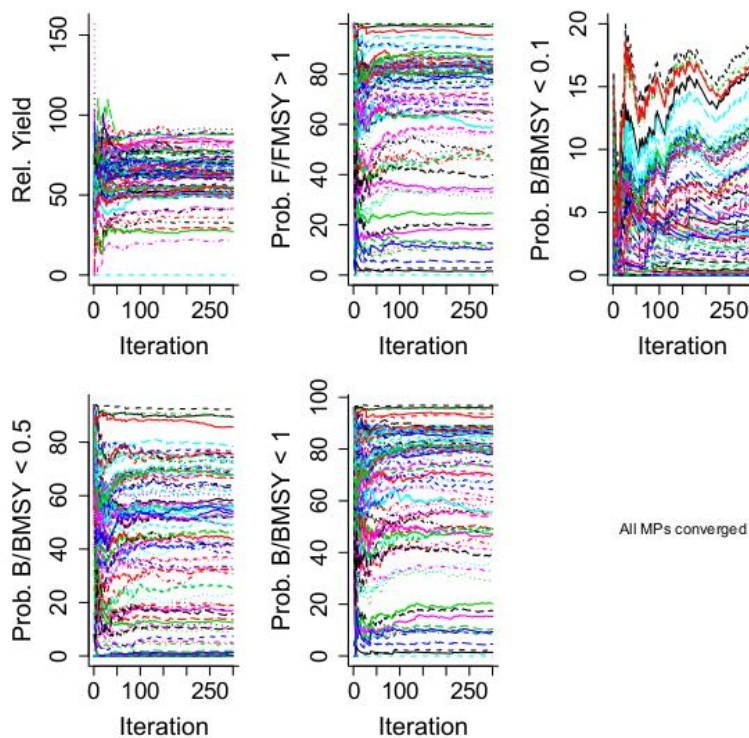 Rel. Yield
150
100
50
0
0 100 250
Iteration
Prob. F/FMSY > 1
80
60
40
20
0
0 100 250
Iteration
Prob. B/BMSY < 0.1
20
15
10
5
0
0 100 250
Iteration
Prob. B/BMSY < 0.5
80
60
40
20
0
0 100 250
Iteration
Prob. B/BMSY < 1
100
80
60
40
20
0
0 100 250
Iteration
All MPs converged